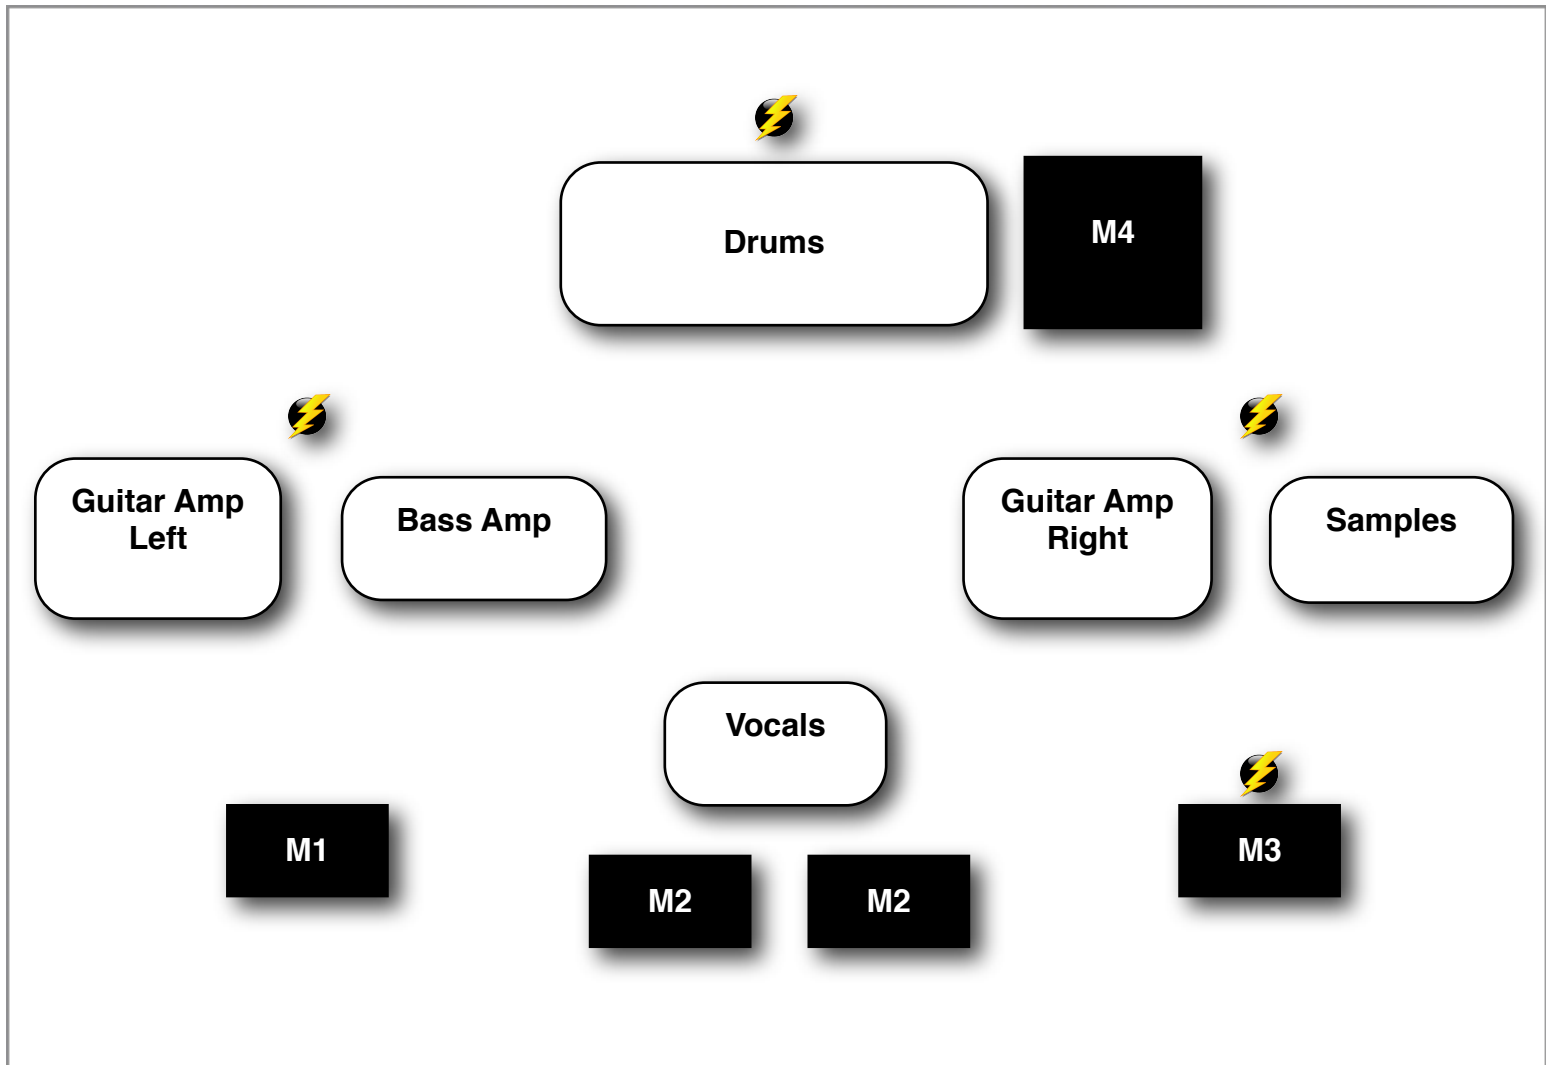 Drums
M4
Guitar Amp
Left
Bass Amp
Guitar Amp
Right
Samples
Vocals
M1
M2
M2
M3